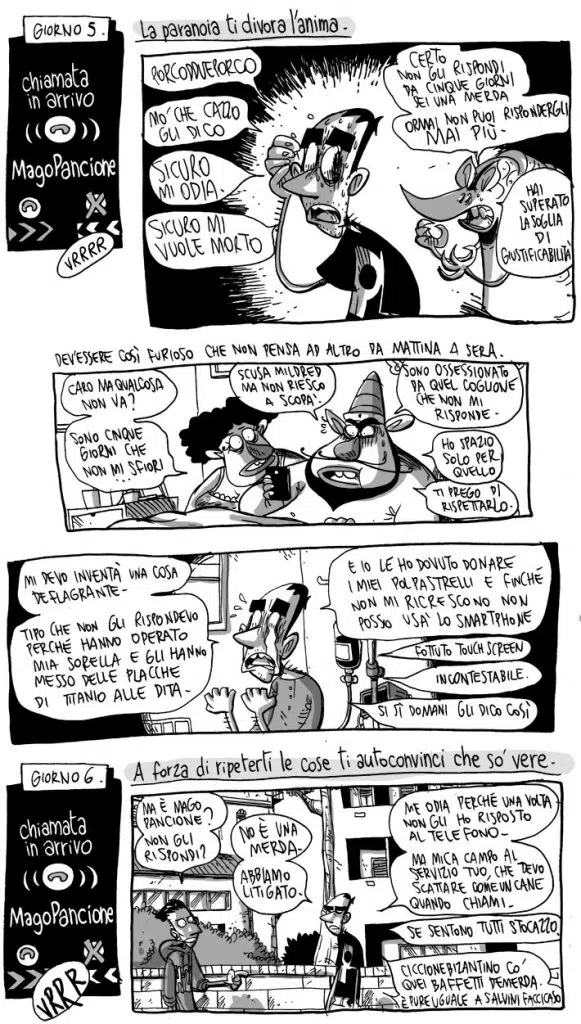 GIORNO 5.
La paranoia ti divora l'anima.
chiamata
in arrivo
MagoPancione
VRRRR
PORCODDUEPORCO
MO' CHE CAZZO
GLI DICO
SICURO
MI ODIA.
SICURO MI
VUOLE MORTO
CERTO
NON GLI RISPONDI
DA CINQUE GIORNI
SEI UNA MERDA
ORMAI NON PUOI RISPONDERGLI
MAI PIÙ.
HAI
SUPERATO
LA SOGLIA
DI
GIUSTIFICABILITÀ
DEV'ESSERE COSÌ FURIOSO CHE NON PENSA AD ALTRO DA MATTINA A SERA.
CARO MA QUALCOSA
NON VA?
SONO CINQUE
GIORNI CHE
NON MI SFIORI
SCUSA MILDRED
MA NON RIESCO
A SCOPÀ.
SONO OSSESSIONATO
DA QUEL COGLIONE
CHE NON MI
RISPONDE.
HO SPAZIO
SOLO PER
QUELLO
TI PREGO DI
RISPETTARLO.
MI DEVO INVENTÀ UNA COSA
DEFLAGRANTE.
TIPO CHE NON GLI RISPONDEVO
PERCHÉ HANNO OPERATO
MIA SORELLA E GLI HANNO
MESSO DELLE PLACCHE
DI TITANIO ALLE DITA.
E IO LE HO DOVUTO DONARE
I MIEI POLPASTRELLI E FINCHÉ
NON MI RICRESCONO NON
POSSO USÀ LO SMARTPHONE
FOTTUTO TOUCH SCREEN
INCONTESTABILE.
SI SÌ DOMANI GLI DICO COSÌ
GIORNO 6.
A forza di ripeterti le cose ti autoconvinci che so' vere.
chiamata
in arrivo
MagoPancione
VRRR
MA È MAGO
PANCIONE?
NON GLI
RISPONDI?
NO È UNA
MERDA.
ABBIAMO
LITIGATO.
ME ODIA PERCHÉ UNA VOLTA
NON GLI HO RISPOSTO
AL TELEFONO.
MA MICA CAMPO AL
SERVIZIO TUO, CHE DEVO
SCATTARE COME UN CANE
QUANDO CHIAMI.
SE SENTONO TUTTI STOCAZZO
CICCIONE BIZANTINO CO'
QUEI BAFFETTI DEMERDA.
È PURE UGUALE A SALVINI FACCICASO